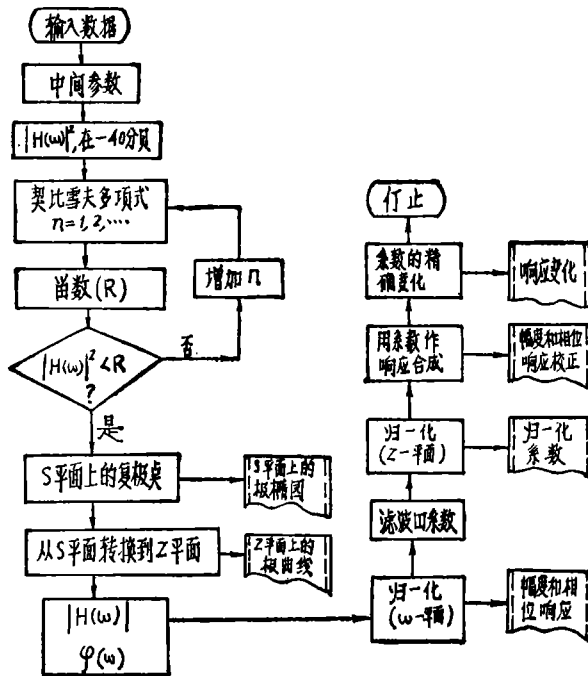 输入数据
中间参数
|H(ω)|²,在-40分贝
契比雪夫多项式
n=1,2,····
苗数(R)
增加 n
|H(ω)|²<R
?
否
是
S平面上的复极点
S平面上的
极椭图
从S平面转换到Z平面
Z平面上的
极曲线
|H(ω)|
φ(ω)
仃止
系数的精
确变化
响应变化
用系数作
响应合成
幅度和相位
响应校正
归一化
(Z-平面)
归一化
系数
滤波口系数
归一化
(ω-平面)
幅度和相
位响应